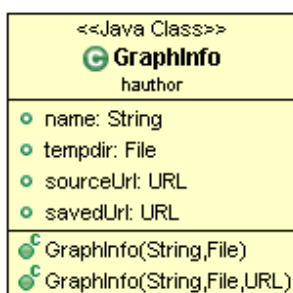 <<Java Class>>
GraphInfo
hauthor
name: String
tempdir: File
sourceUrl: URL
savedUrl: URL
GraphInfo(String,File)
GraphInfo(String,File,URL)